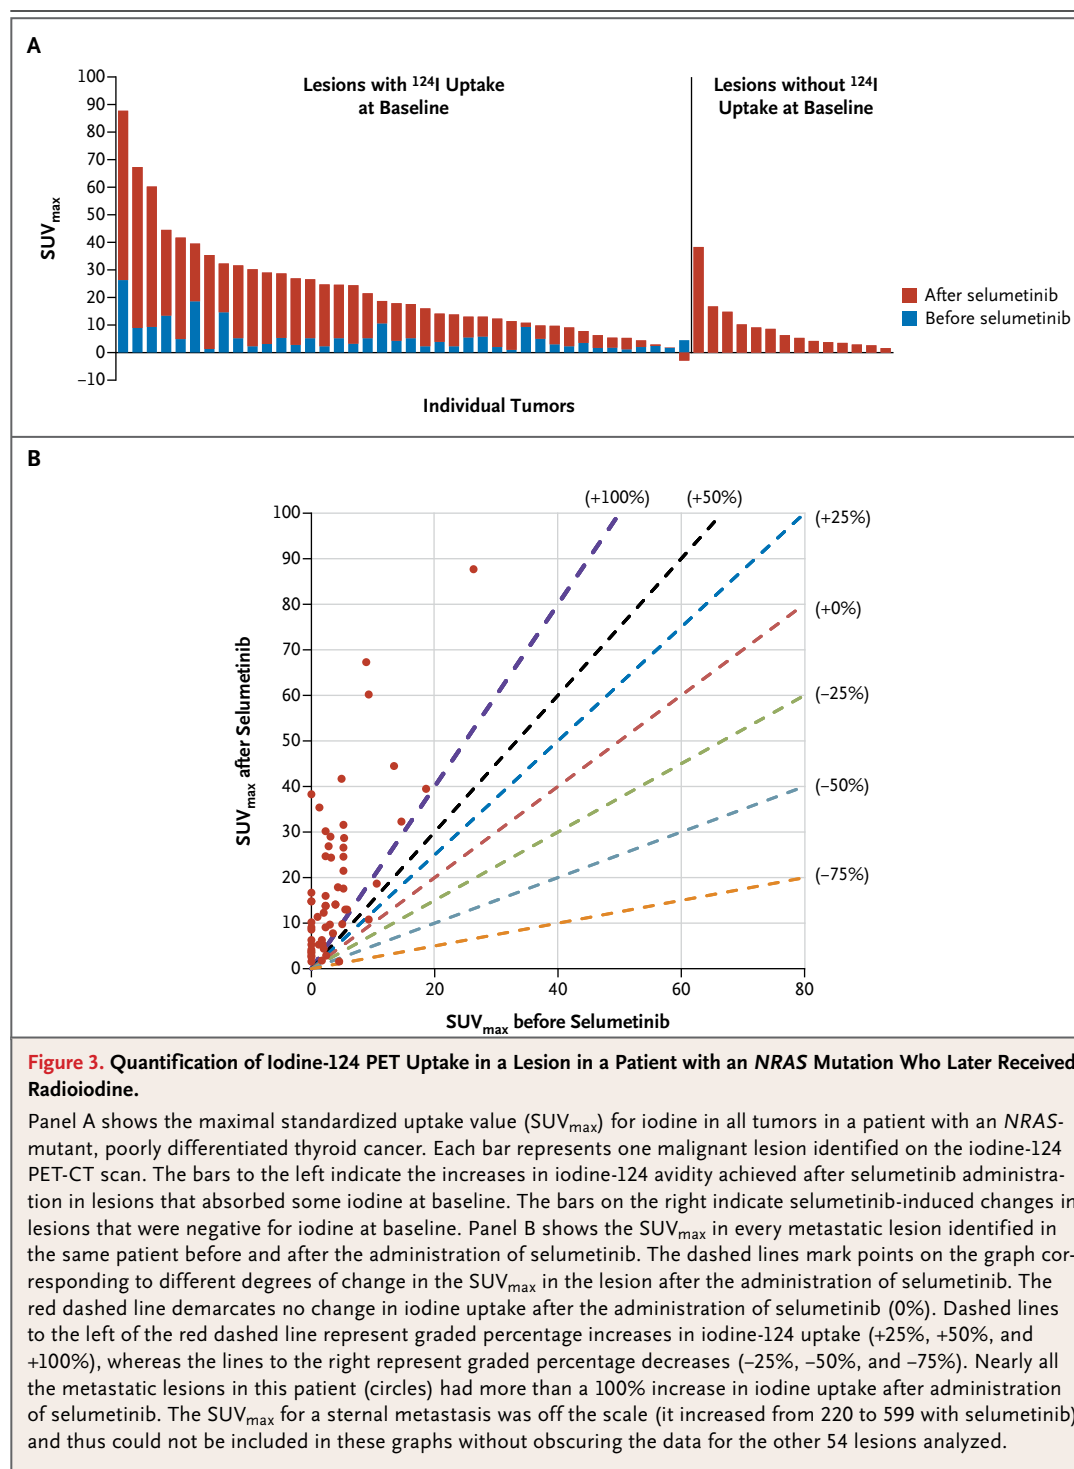 A
100
90
80
70
60
50
40
30
20
10
0
–10
SUVmax
Lesions with 124I Uptake
at Baseline
Lesions without 124I
Uptake at Baseline
After selumetinib
Before selumetinib
Individual Tumors
B
(+100%)
(+50%)
(+25%)
(+0%)
(–25%)
(–50%)
(–75%)
100
90
80
70
60
50
40
30
20
10
0
SUVmax after Selumetinib
0
20
40
60
80
SUVmax before Selumetinib
Figure 3. Quantification of Iodine-124 PET Uptake in a Lesion in a Patient with an NRAS Mutation Who Later Received
Radioiodine.
Panel A shows the maximal standardized uptake value (SUVmax) for iodine in all tumors in a patient with an NRAS-
mutant, poorly differentiated thyroid cancer. Each bar represents one malignant lesion identified on the iodine-124
PET-CT scan. The bars to the left indicate the increases in iodine-124 avidity achieved after selumetinib administra-
tion in lesions that absorbed some iodine at baseline. The bars on the right indicate selumetinib-induced changes in
lesions that were negative for iodine at baseline. Panel B shows the SUVmax in every metastatic lesion identified in
the same patient before and after the administration of selumetinib. The dashed lines mark points on the graph cor-
responding to different degrees of change in the SUVmax in the lesion after the administration of selumetinib. The
red dashed line demarcates no change in iodine uptake after the administration of selumetinib (0%). Dashed lines
to the left of the red dashed line represent graded percentage increases in iodine-124 uptake (+25%, +50%, and
+100%), whereas the lines to the right represent graded percentage decreases (–25%, –50%, and –75%). Nearly all
the metastatic lesions in this patient (circles) had more than a 100% increase in iodine uptake after administration
of selumetinib. The SUVmax for a sternal metastasis was off the scale (it increased from 220 to 599 with selumetinib)
and thus could not be included in these graphs without obscuring the data for the other 54 lesions analyzed.